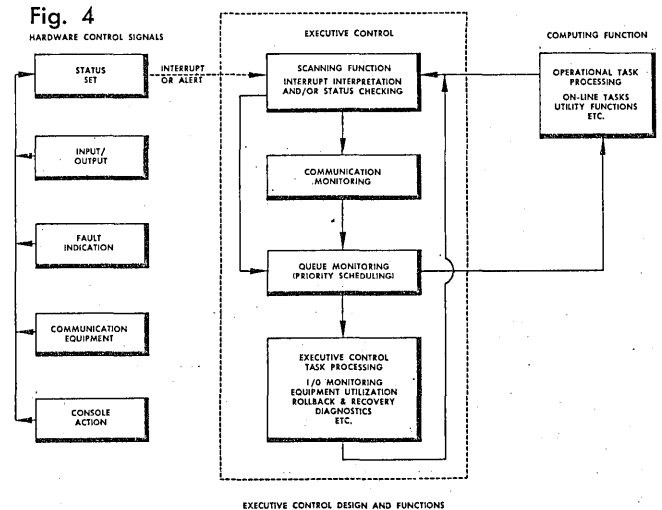 Fig. 4
HARDWARE CONTROL SIGNALS
EXECUTIVE CONTROL
COMPUTING FUNCTION
STATUS
SET
INTERRUPT
OR ALERT
SCANNING FUNCTION
INTERRUPT INTERPRETATION
AND/OR STATUS CHECKING
OPERATIONAL TASK
PROCESSING
ON-LINE TASKS
UTILITY FUNCTIONS
ETC.
INPUT/
OUTPUT
COMMUNICATION
MONITORING
FAULT
INDICATION
QUEUE MONITORING
(PRIORITY SCHEDULING)
COMMUNICATION
EQUIPMENT
EXECUTIVE CONTROL
TASK PROCESSING
I/O MONITORING
EQUIPMENT UTILIZATION
ROLLBACK & RECOVERY
DIAGNOSTICS
ETC.
CONSOLE
ACTION
EXECUTIVE CONTROL DESIGN AND FUNCTIONS